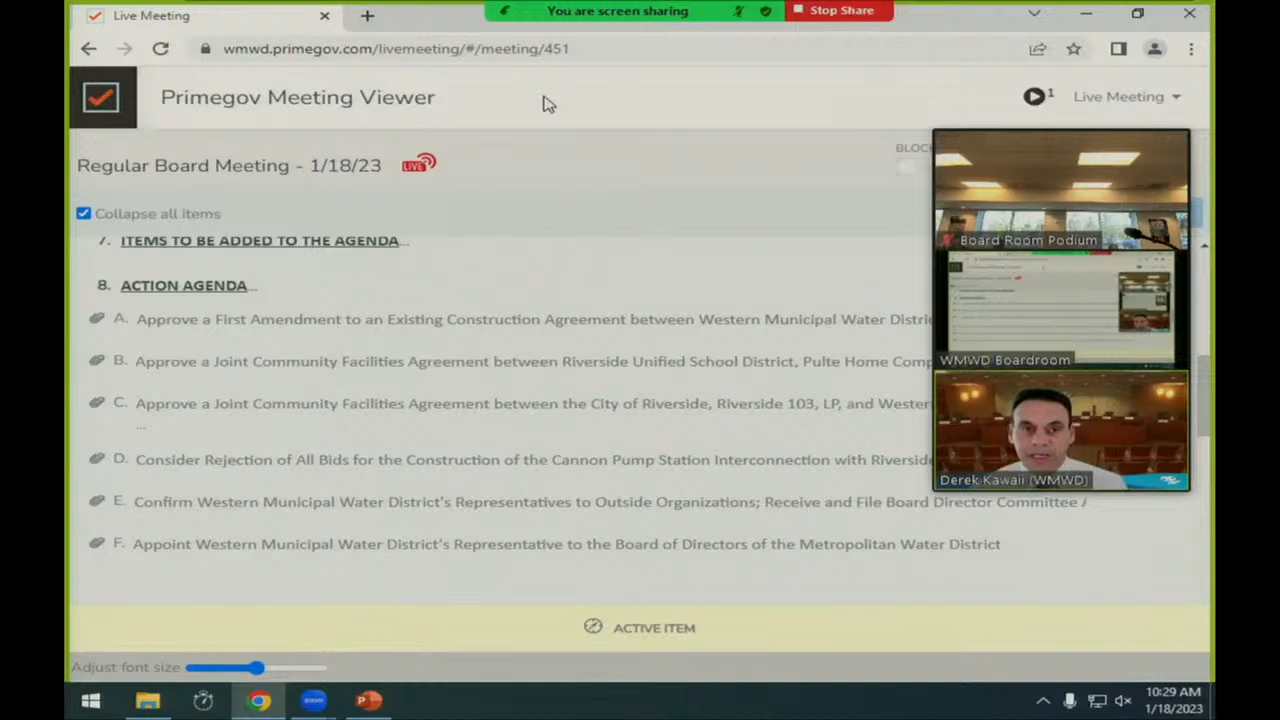 Live Meeting
You are screen sharing
Stop Share
wmwd.primegov.com/livemeeting/#/meeting/451
Primegov Meeting Viewer
1
Live Meeting
Regular Board Meeting - 1/18/23
LIVE
BLOC
Collapse all items
7. ITEMS TO BE ADDED TO THE AGENDA...
Board Room Podium
8. ACTION AGENDA...
A. Approve a First Amendment to an Existing Construction Agreement between Western Municipal Water Distric
B. Approve a Joint Community Facilities Agreement between Riverside Unified School District, Pulte Home Comp
WMWD Boardroom
C. Approve a Joint Community Facilities Agreement between the City of Riverside, Riverside 103, LP, and Western
...
D. Consider Rejection of All Bids for the Construction of the Cannon Pump Station Interconnection with Riverside
Derek Kawaii (WMWD)
E. Confirm Western Municipal Water District's Representatives to Outside Organizations; Receive and File Board Director Committee A
F. Appoint Western Municipal Water District's Representative to the Board of Directors of the Metropolitan Water District
ACTIVE ITEM
Adjust font size
zoom
P
10:29 AM
1/18/2023